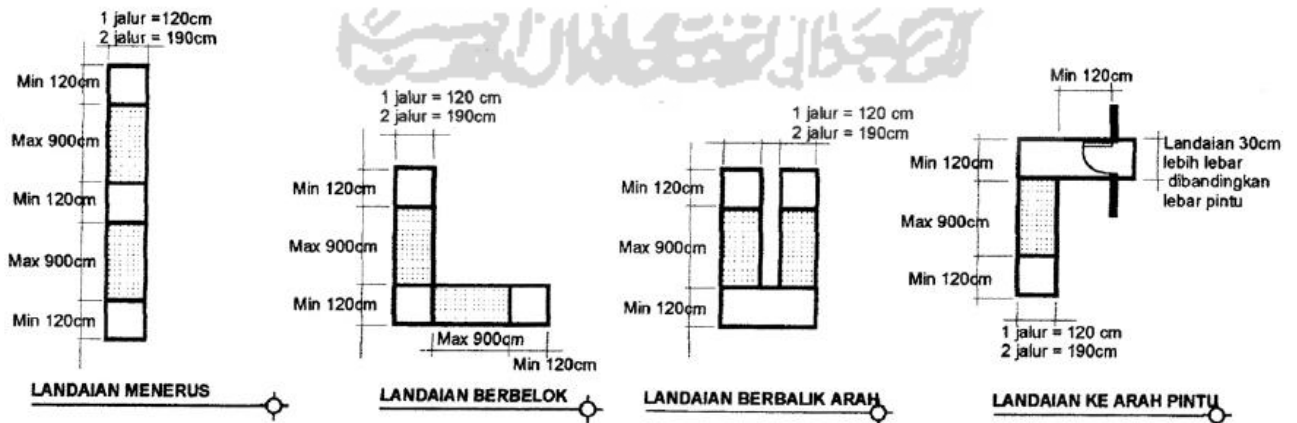 1 jalur =120cm
2 jalur = 190cm
Min 120cm
Max 900cm
Min 120cm
Max 900cm
Min 120cm
LANDAIAN MENERUS
1 jalur = 120 cm
2 jalur = 190cm
Min 120cm
Max 900cm
Min 120cm
Max 900cm
Min 120cm
LANDAIAN BERBELOK
1 jalur = 120 cm
2 jalur = 190cm
Min 120cm
Max 900cm
Min 120cm
LANDAIAN BERBALIK ARAH
Min 120cm
Min 120cm
Max 900cm
Min 120cm
Landaian 30cm
lebih lebar
dibandingkan
lebar pintu
1 jalur = 120 cm
2 jalur = 190cm
LANDAIAN KE ARAH PINTU